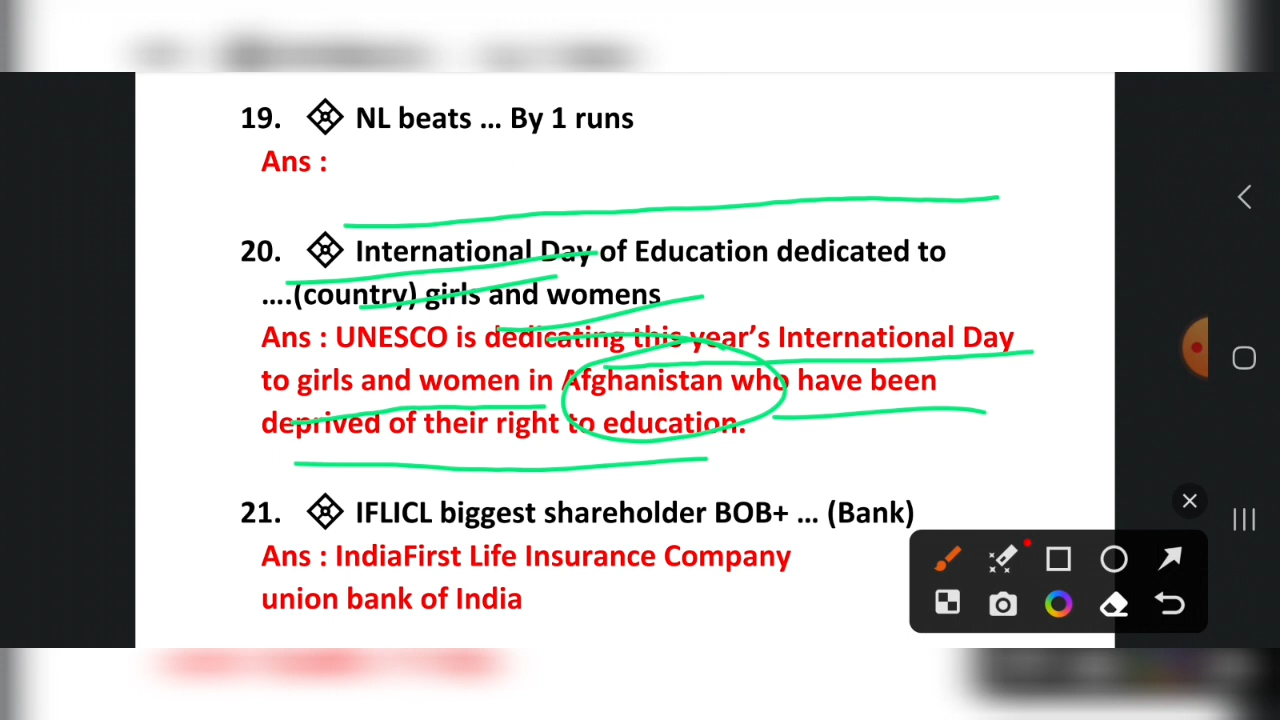 19. NL beats ... By 1 runs
Ans :
20. International Day of Education dedicated to
....(country) girls and womens
Ans : UNESCO is dedicating this year’s International Day
to girls and women in Afghanistan who have been
deprived of their right to education.
21. IFLICL biggest shareholder BOB+ ... (Bank)
Ans : IndiaFirst Life Insurance Company
union bank of India